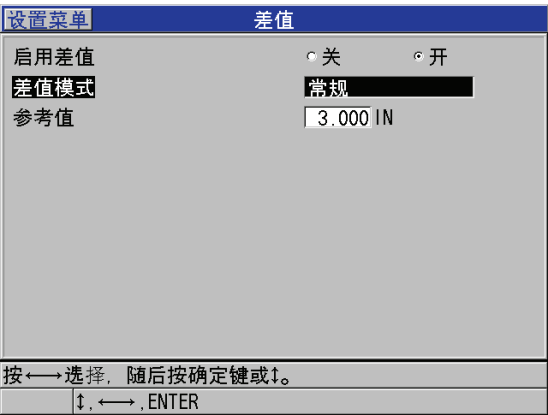 设置菜单 差值
启用差值 关 开
差值模式 常规
参考值 3.000 IN
按←→选择, 随后按确定键或↕。
↕, ←→, ENTER